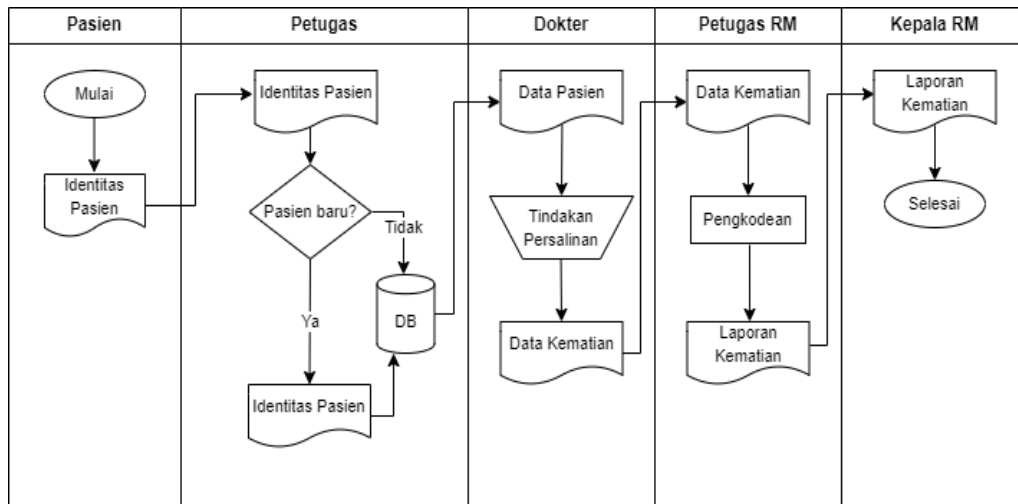 Pasien
Petugas
Dokter
Petugas RM
Kepala RM
Mulai
Identitas
Pasien
Identitas Pasien
Pasien baru?
Tidak
Ya
DB
Identitas Pasien
Data Pasien
Tindakan
Persalinan
Data Kematian
Data Kematian
Pengkodean
Laporan
Kematian
Laporan
Kematian
Selesai